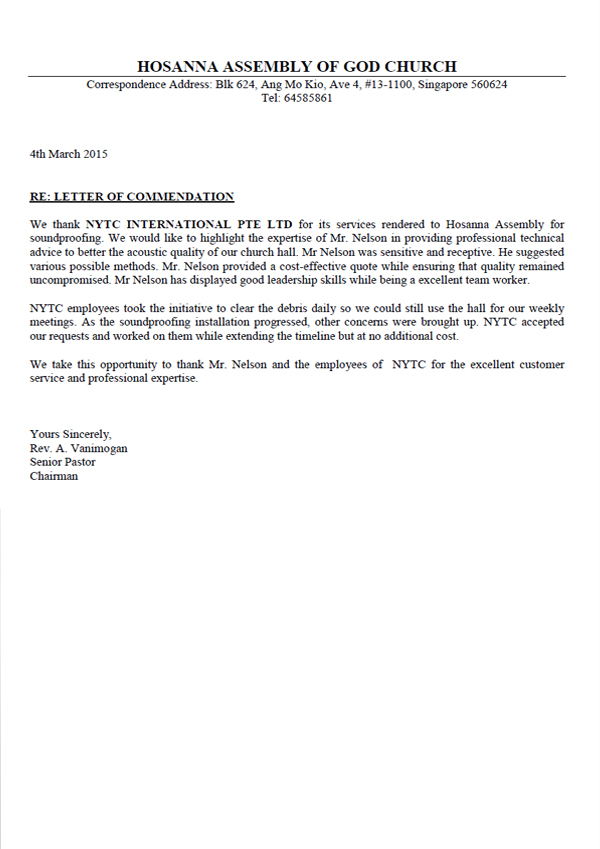 HOSANNA ASSEMBLY OF GOD CHURCH
Correspondence Address: Blk 624, Ang Mo Kio, Ave 4, #13-1100, Singapore 560624
Tel: 64585861
4th March 2015
RE: LETTER OF COMMENDATION
We thank NYTC INTERNATIONAL PTE LTD for its services rendered to Hosanna Assembly for
soundproofing. We would like to highlight the expertise of Mr. Nelson in providing professional technical
advice to better the acoustic quality of our church hall. Mr Nelson was sensitive and receptive. He suggested
various possible methods. Mr. Nelson provided a cost-effective quote while ensuring that quality remained
uncompromised. Mr Nelson has displayed good leadership skills while being a excellent team worker.
NYTC employees took the initiative to clear the debris daily so we could still use the hall for our weekly
meetings. As the soundproofing installation progressed, other concerns were brought up. NYTC accepted
our requests and worked on them while extending the timeline but at no additional cost.
We take this opportunity to thank Mr. Nelson and the employees of NYTC for the excellent customer
service and professional expertise.
Yours Sincerely,
Rev. A. Vanimogan
Senior Pastor
Chairman